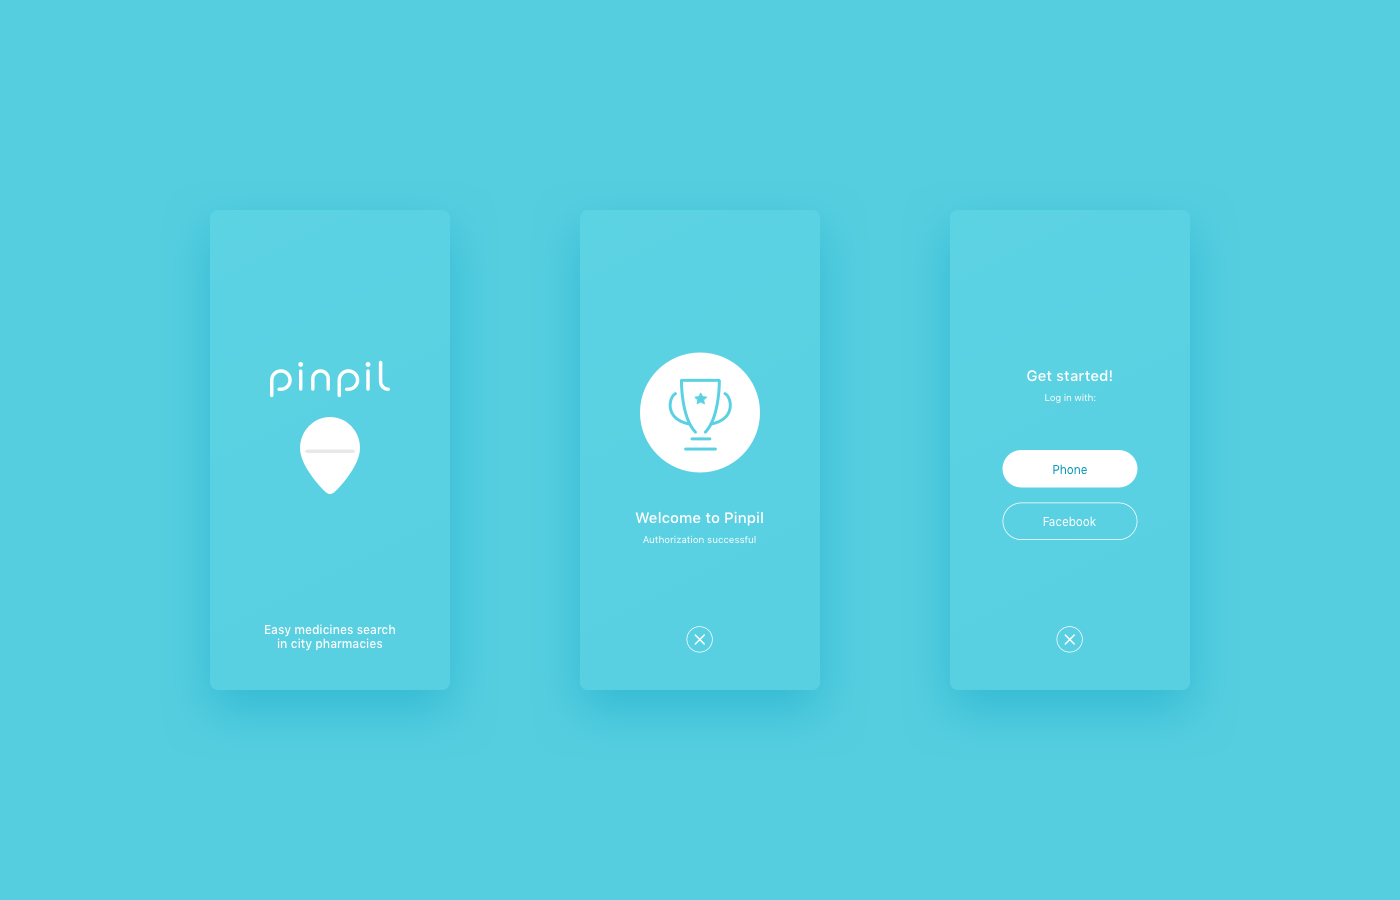 pinpil
Easy medicines search
in city pharmacies
Welcome to Pinpil
Authorization successful
Get started!
Log in with:
Phone
Facebook